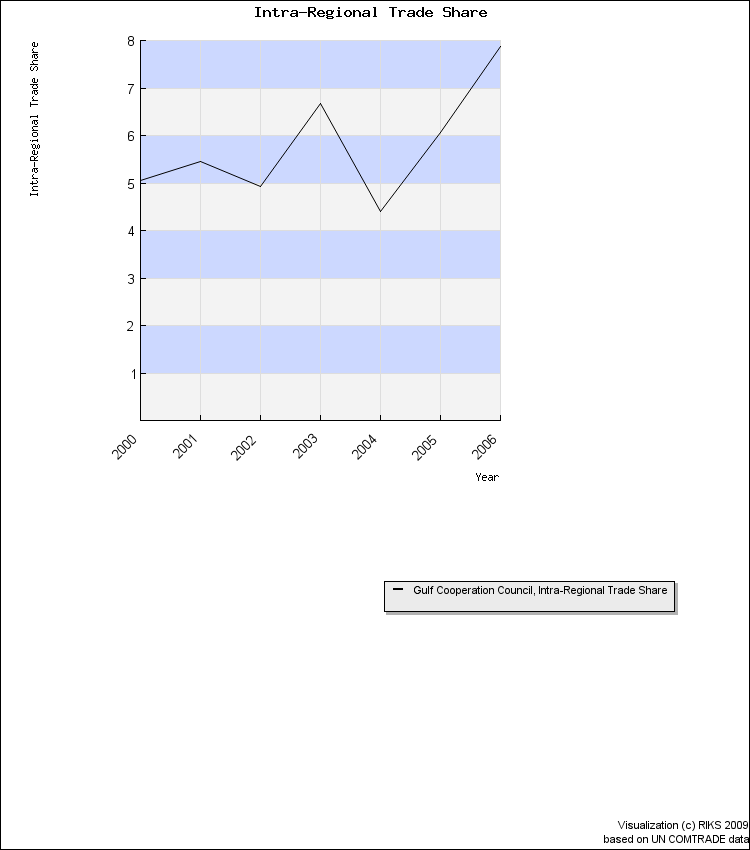 Intra-Regional Trade Share
Intra-Regional Trade Share
8
7
6
5
4
3
2
1
2000 2001 2002 2003 2004 2005 2006
Year
Gulf Cooperation Council, Intra-Regional Trade Share
Visualization (c) RIKS 2009
based on UN COMTRADE data